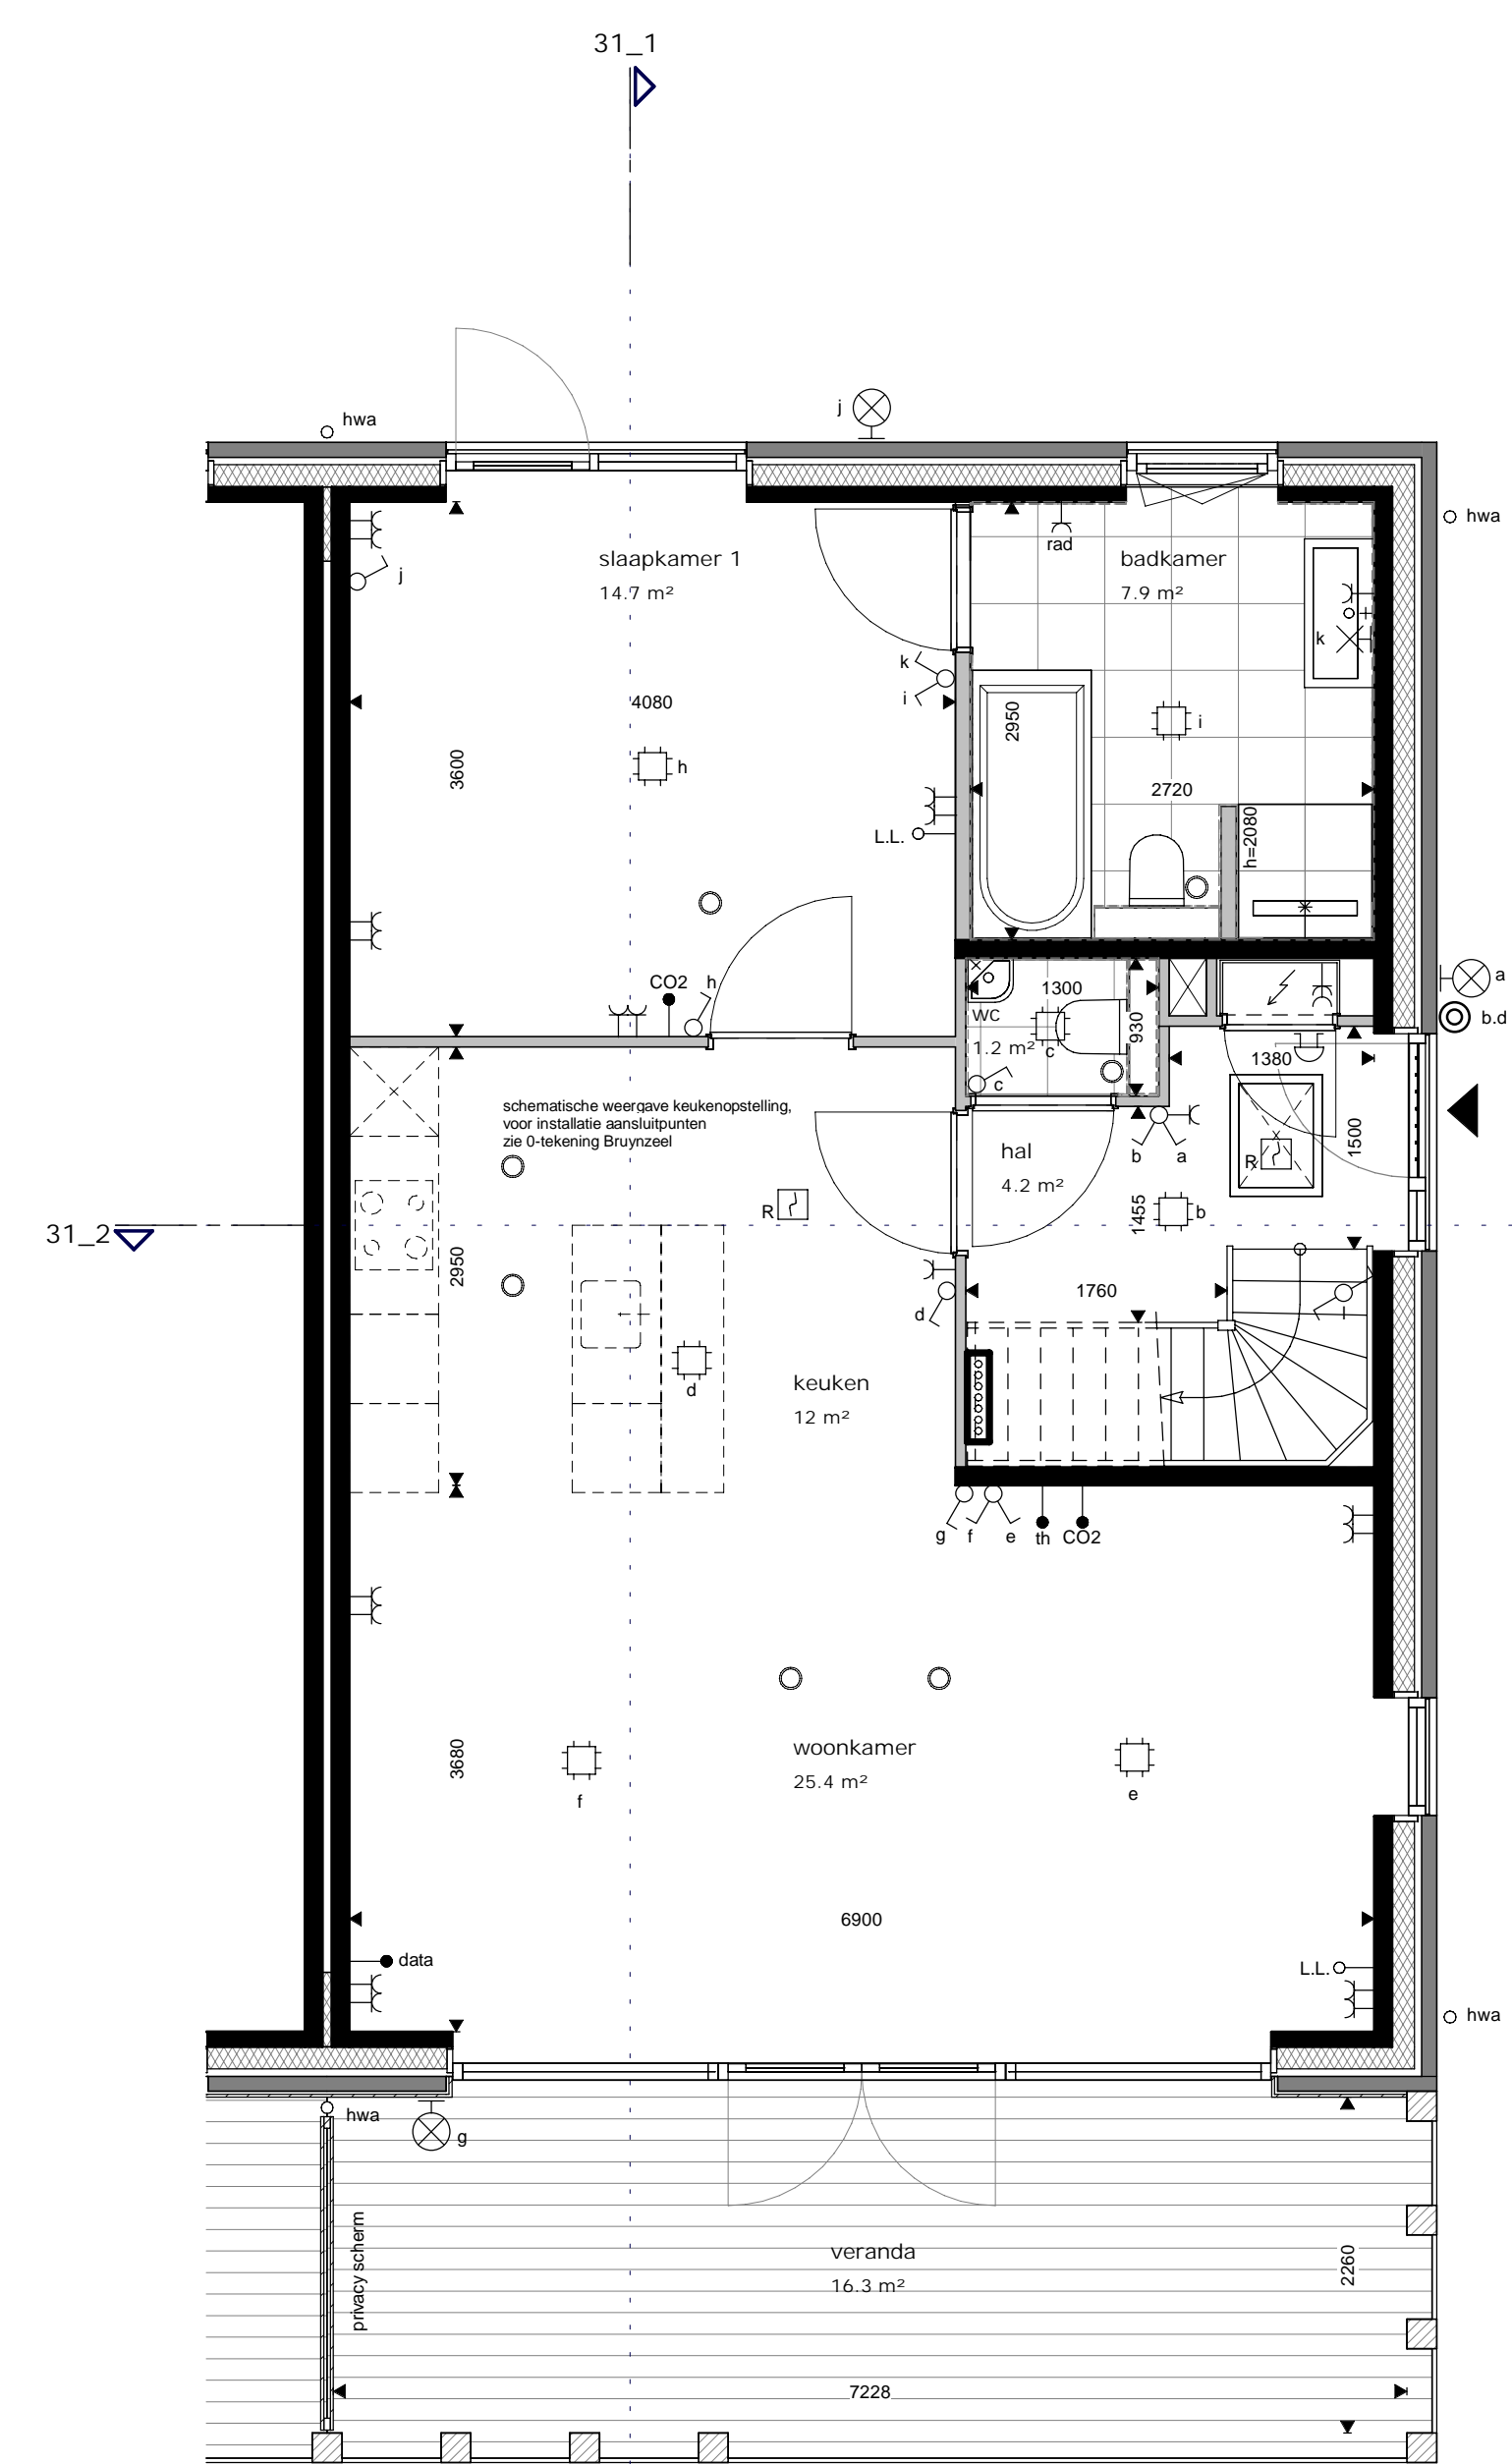 31_1
hwa
j
hwa
slaapkamer 1
14.7 m²
rad
badkamer
7.9 m²
j
k
k
i
4080
2950
i
3600
h
2720
L.L.
h=2080
CO2
h
a
1300
WC
b.d
1.2 m²
c
930
1380
c
schematische weergave keukenopstelling,
voor installatie aansluitpunten
zie 0-tekening Bruynzeel
hal
4.2 m²
b
a
R
1500
R
1455
b
31_2
2950
1760
d
l
keuken
12 m²
d
g
f
e
th
CO2
woonkamer
25.4 m²
3680
f
e
6900
data
L.L.
hwa
hwa
g
privacy scherm
veranda
16.3 m²
2260
7228